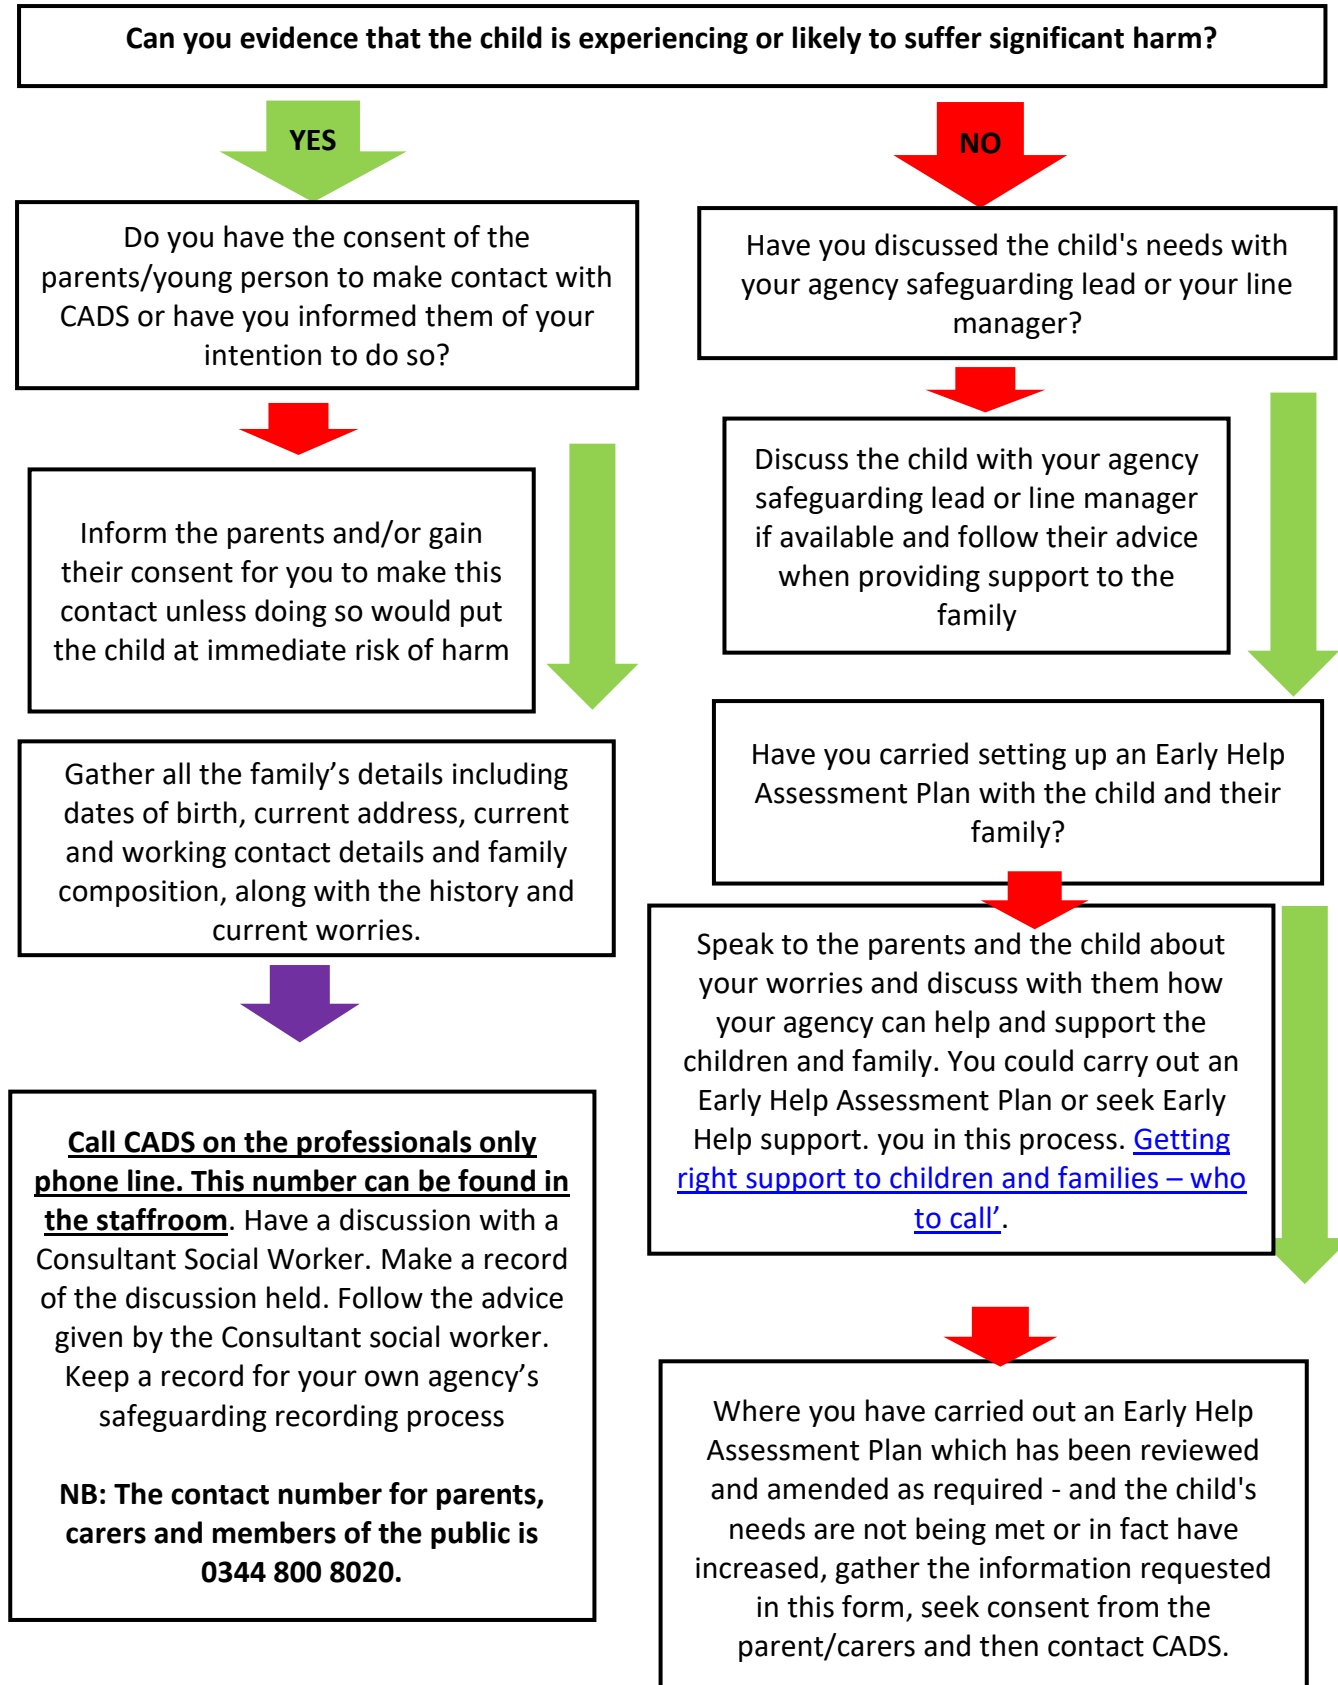 Can you evidence that the child is experiencing or likely to suffer significant harm?
YES
NO
Do you have the consent of the
parents/young person to make contact with
CADS or have you informed them of your
intention to do so?
Inform the parents and/or gain
their consent for you to make this
contact unless doing so would put
the child at immediate risk of harm
Gather all the family’s details including
dates of birth, current address, current
and working contact details and family
composition, along with the history and
current worries.
Call CADS on the professionals only
phone line. This number can be found in
the staffroom. Have a discussion with a
Consultant Social Worker. Make a record
of the discussion held. Follow the advice
given by the Consultant social worker.
Keep a record for your own agency’s
safeguarding recording process
NB: The contact number for parents,
carers and members of the public is
0344 800 8020.
Have you discussed the child's needs with
your agency safeguarding lead or your line
manager?
Discuss the child with your agency
safeguarding lead or line manager
if available and follow their advice
when providing support to the
family
Have you carried setting up an Early Help
Assessment Plan with the child and their
family?
Speak to the parents and the child about
your worries and discuss with them how
your agency can help and support the
children and family. You could carry out an
Early Help Assessment Plan or seek Early
Help support. you in this process. Getting
right support to children and families – who
to call’.
Where you have carried out an Early Help
Assessment Plan which has been reviewed
and amended as required - and the child's
needs are not being met or in fact have
increased, gather the information requested
in this form, seek consent from the
parent/carers and then contact CADS.